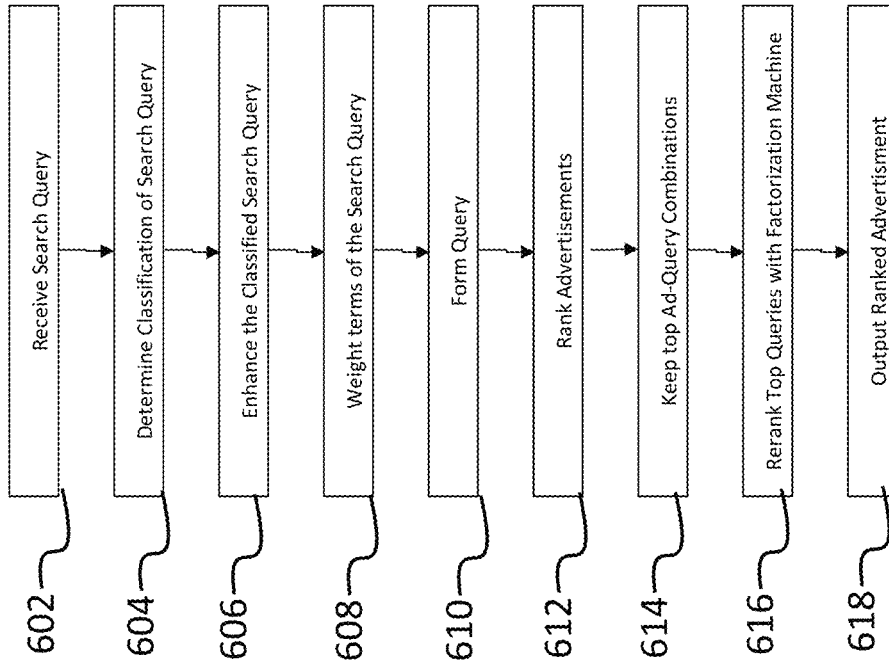 602
Receive Search Query
604
Determine Classification of Search Query
606
Enhance the Classified Search Query
608
Weight terms of the Search Query
610
Form Query
612
Rank Advertisements
614
Keep top Ad-Query Combinations
616
Rerank Top Queries with Factorization Machine
618
Output Ranked Advertisment